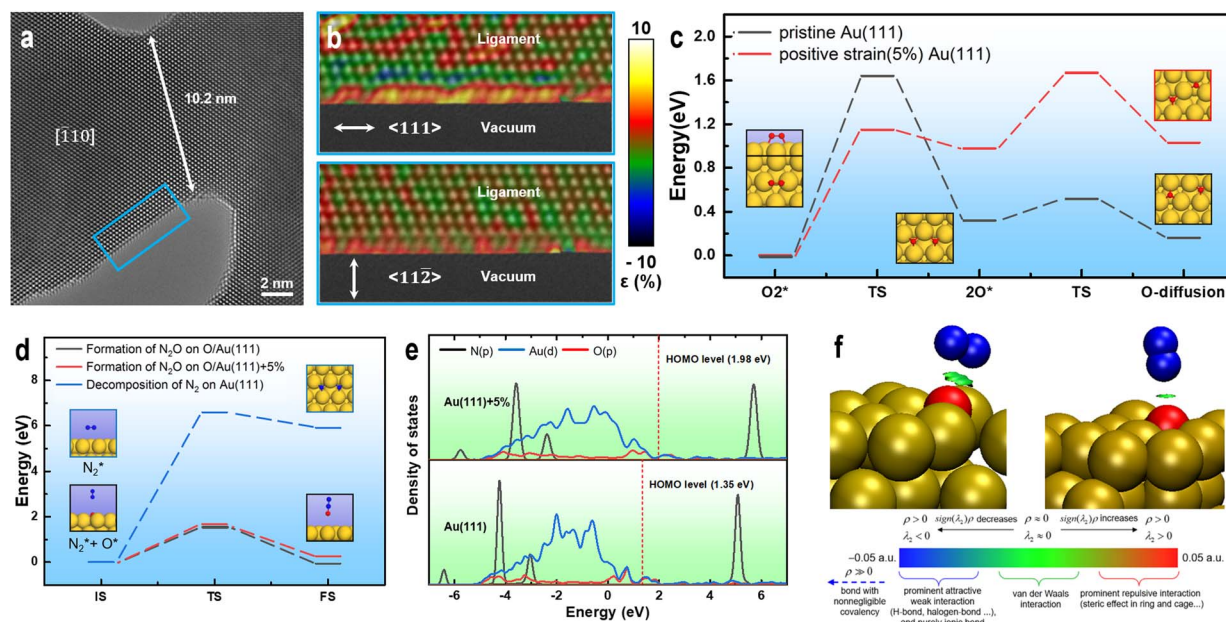 a
10.2 nm
[1̄10]
2 nm
b
Ligament
<111>
Vacuum
Ligament
<112̄>
Vacuum
10
- 10
ε (%)
c
pristine Au(111)
positive strain(5%) Au(111)
Energy(eV)
2.0
1.6
1.2
0.8
0.4
0.0
O2*
TS
2O*
TS
O-diffusion
d
Formation of N₂O on O/Au(111)
Formation of N₂O on O/Au(111)+5%
Decomposition of N₂ on Au(111)
Energy (eV)
8
6
4
2
0
N₂*
N₂*+ O*
IS
TS
FS
e
N(p)
Au(d)
O(p)
HOMO level (1.98 eV)
Au(111)+5%
Density of states
HOMO level (1.35 eV)
Au(111)
-6
-4
-2
0
2
4
6
Energy (eV)
f
ρ > 0 sign(λ₂)ρ decreases ρ ≈ 0 sign(λ₂)ρ increases ρ > 0
λ₂ < 0 λ₂ ≈ 0 λ₂ > 0
−0.05 a.u. 0.05 a.u.
ρ ≫ 0
bond with
nonnegligible
covalency
prominent attractive
weak interaction
(H-bond, halogen-bond ...),
and purely ionic bond
van der Waals
interaction
prominent repulsive interaction
(steric effect in ring and cage...)